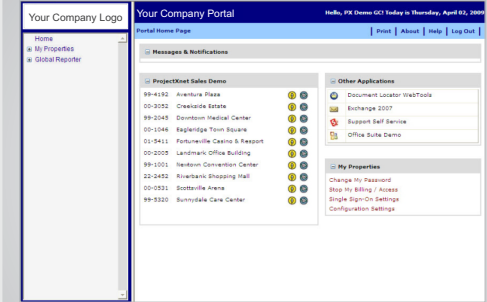 Your Company Logo
Home
My Properties
Global Reporter
Your Company Portal
Hello, PX Demo GC! Today is Thursday, April 02, 2009
Portal Home Page
Print | About | Help | Log Out |
Messages & Notifications
ProjectXnet Sales Demo
99-4192 Aventura Plaza
00-3052 Creekside Estate
99-2045 Downtown Medical Center
00-1046 Eagleridge Town Square
01-5411 Fortuneville Casino & Resport
00-2005 Landmark Office Building
99-1001 Newtown Convention Center
22-2452 Riverbank Shopping Mall
00-0531 Scottsville Arena
99-5320 Sunnydale Care Center
Other Applications
Document Locator WebTools
Exchange 2007
Support Self Service
Office Suite Demo
My Properties
Change My Password
Stop My Billing / Access
Single Sign-On Settings
Configuration Settings